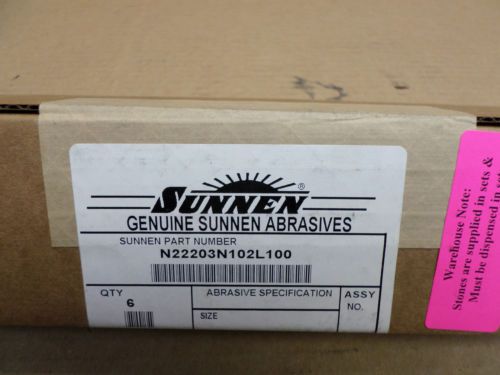 SUNNEN®
GENUINE SUNNEN ABRASIVES
SUNNEN PART NUMBER
N22203N102L100
QTY
6
ABRASIVE SPECIFICATION
SIZE
ASSY
NO.
Warehouse Note:
Stones are supplied in sets &
Must be dispensed in